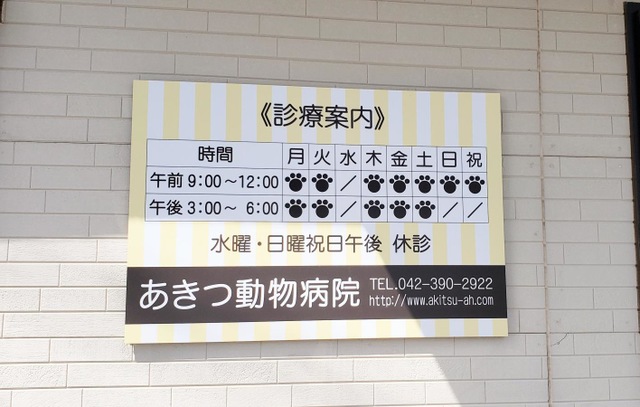 《診療案内》
時間 月 火 水 木 金 土 日 祝
午前 9:00～12:00 ／
午後 3:00～ 6:00 ／ ／ ／
水曜・日曜祝日午後 休診
あきつ動物病院
TEL.042-390-2922
http://www.akitsu-ah.com